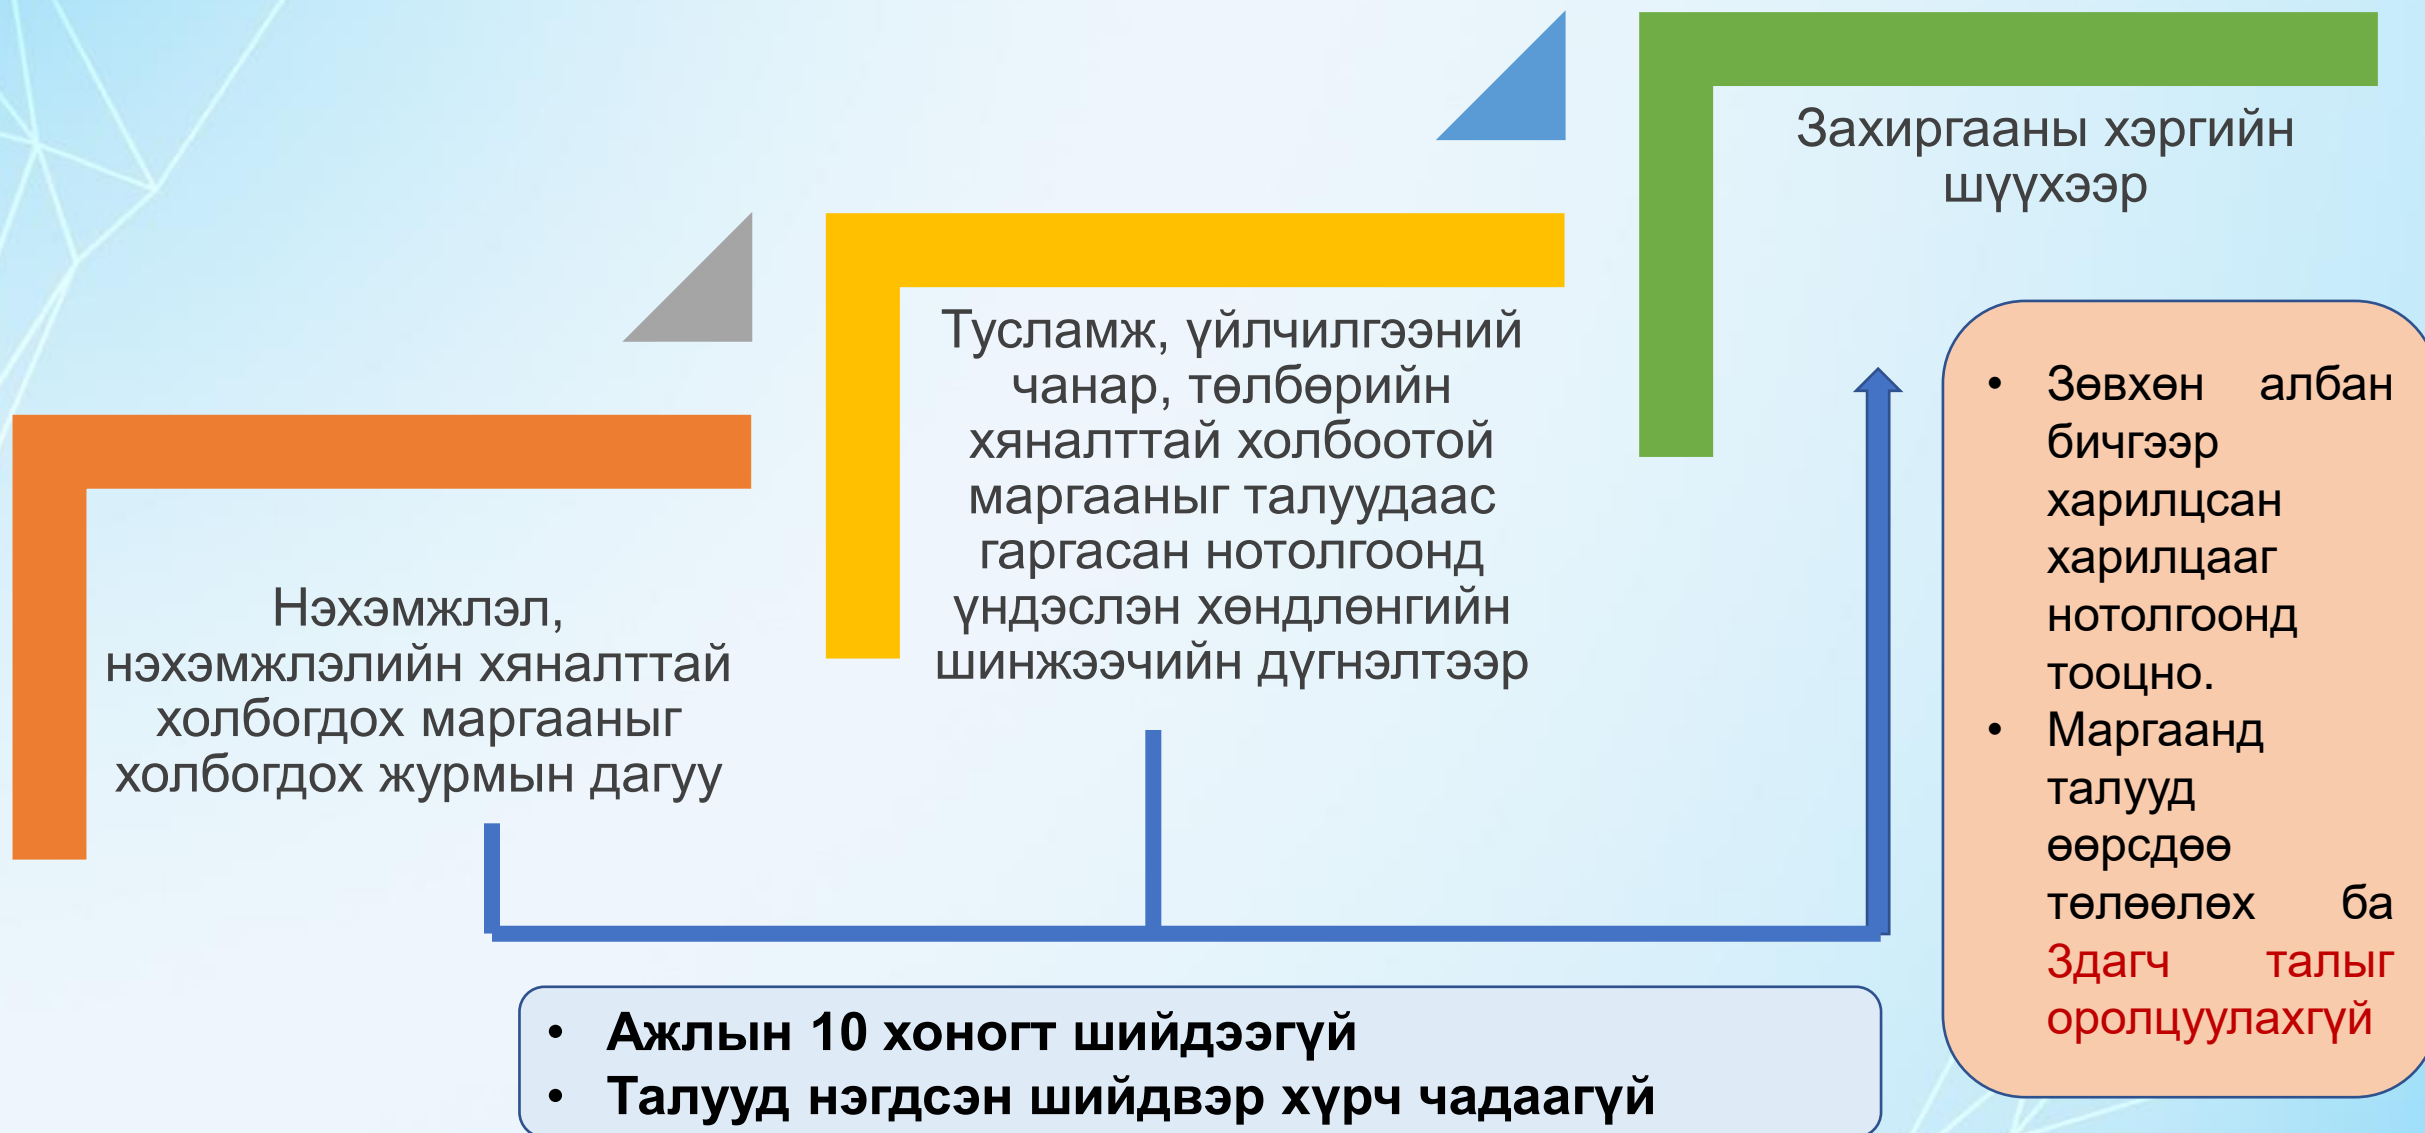 Захиргааны хэргийн
шүүхээр
Тусламж, үйлчилгээний
чанар, төлбөрийн
хяналттай холбоотой
маргааныг талуудаас
гаргасан нотолгоонд
үндэслэн хөндлөнгийн
шинжээчийн дүгнэлтээр
Нэхэмжлэл,
нэхэмжлэлийн хяналттай
холбогдох маргааныг
холбогдох журмын дагуу
• Зөвхөн албан
бичгээр
харилцсан
харилцааг
нотолгоонд
тооцно.
• Маргаанд
талууд
өөрсдөө
төлөөлөх ба
3дагч талыг
оролцуулахгүй
• Ажлын 10 хоногт шийдээгүй
• Талууд нэгдсэн шийдвэр хүрч чадаагүй